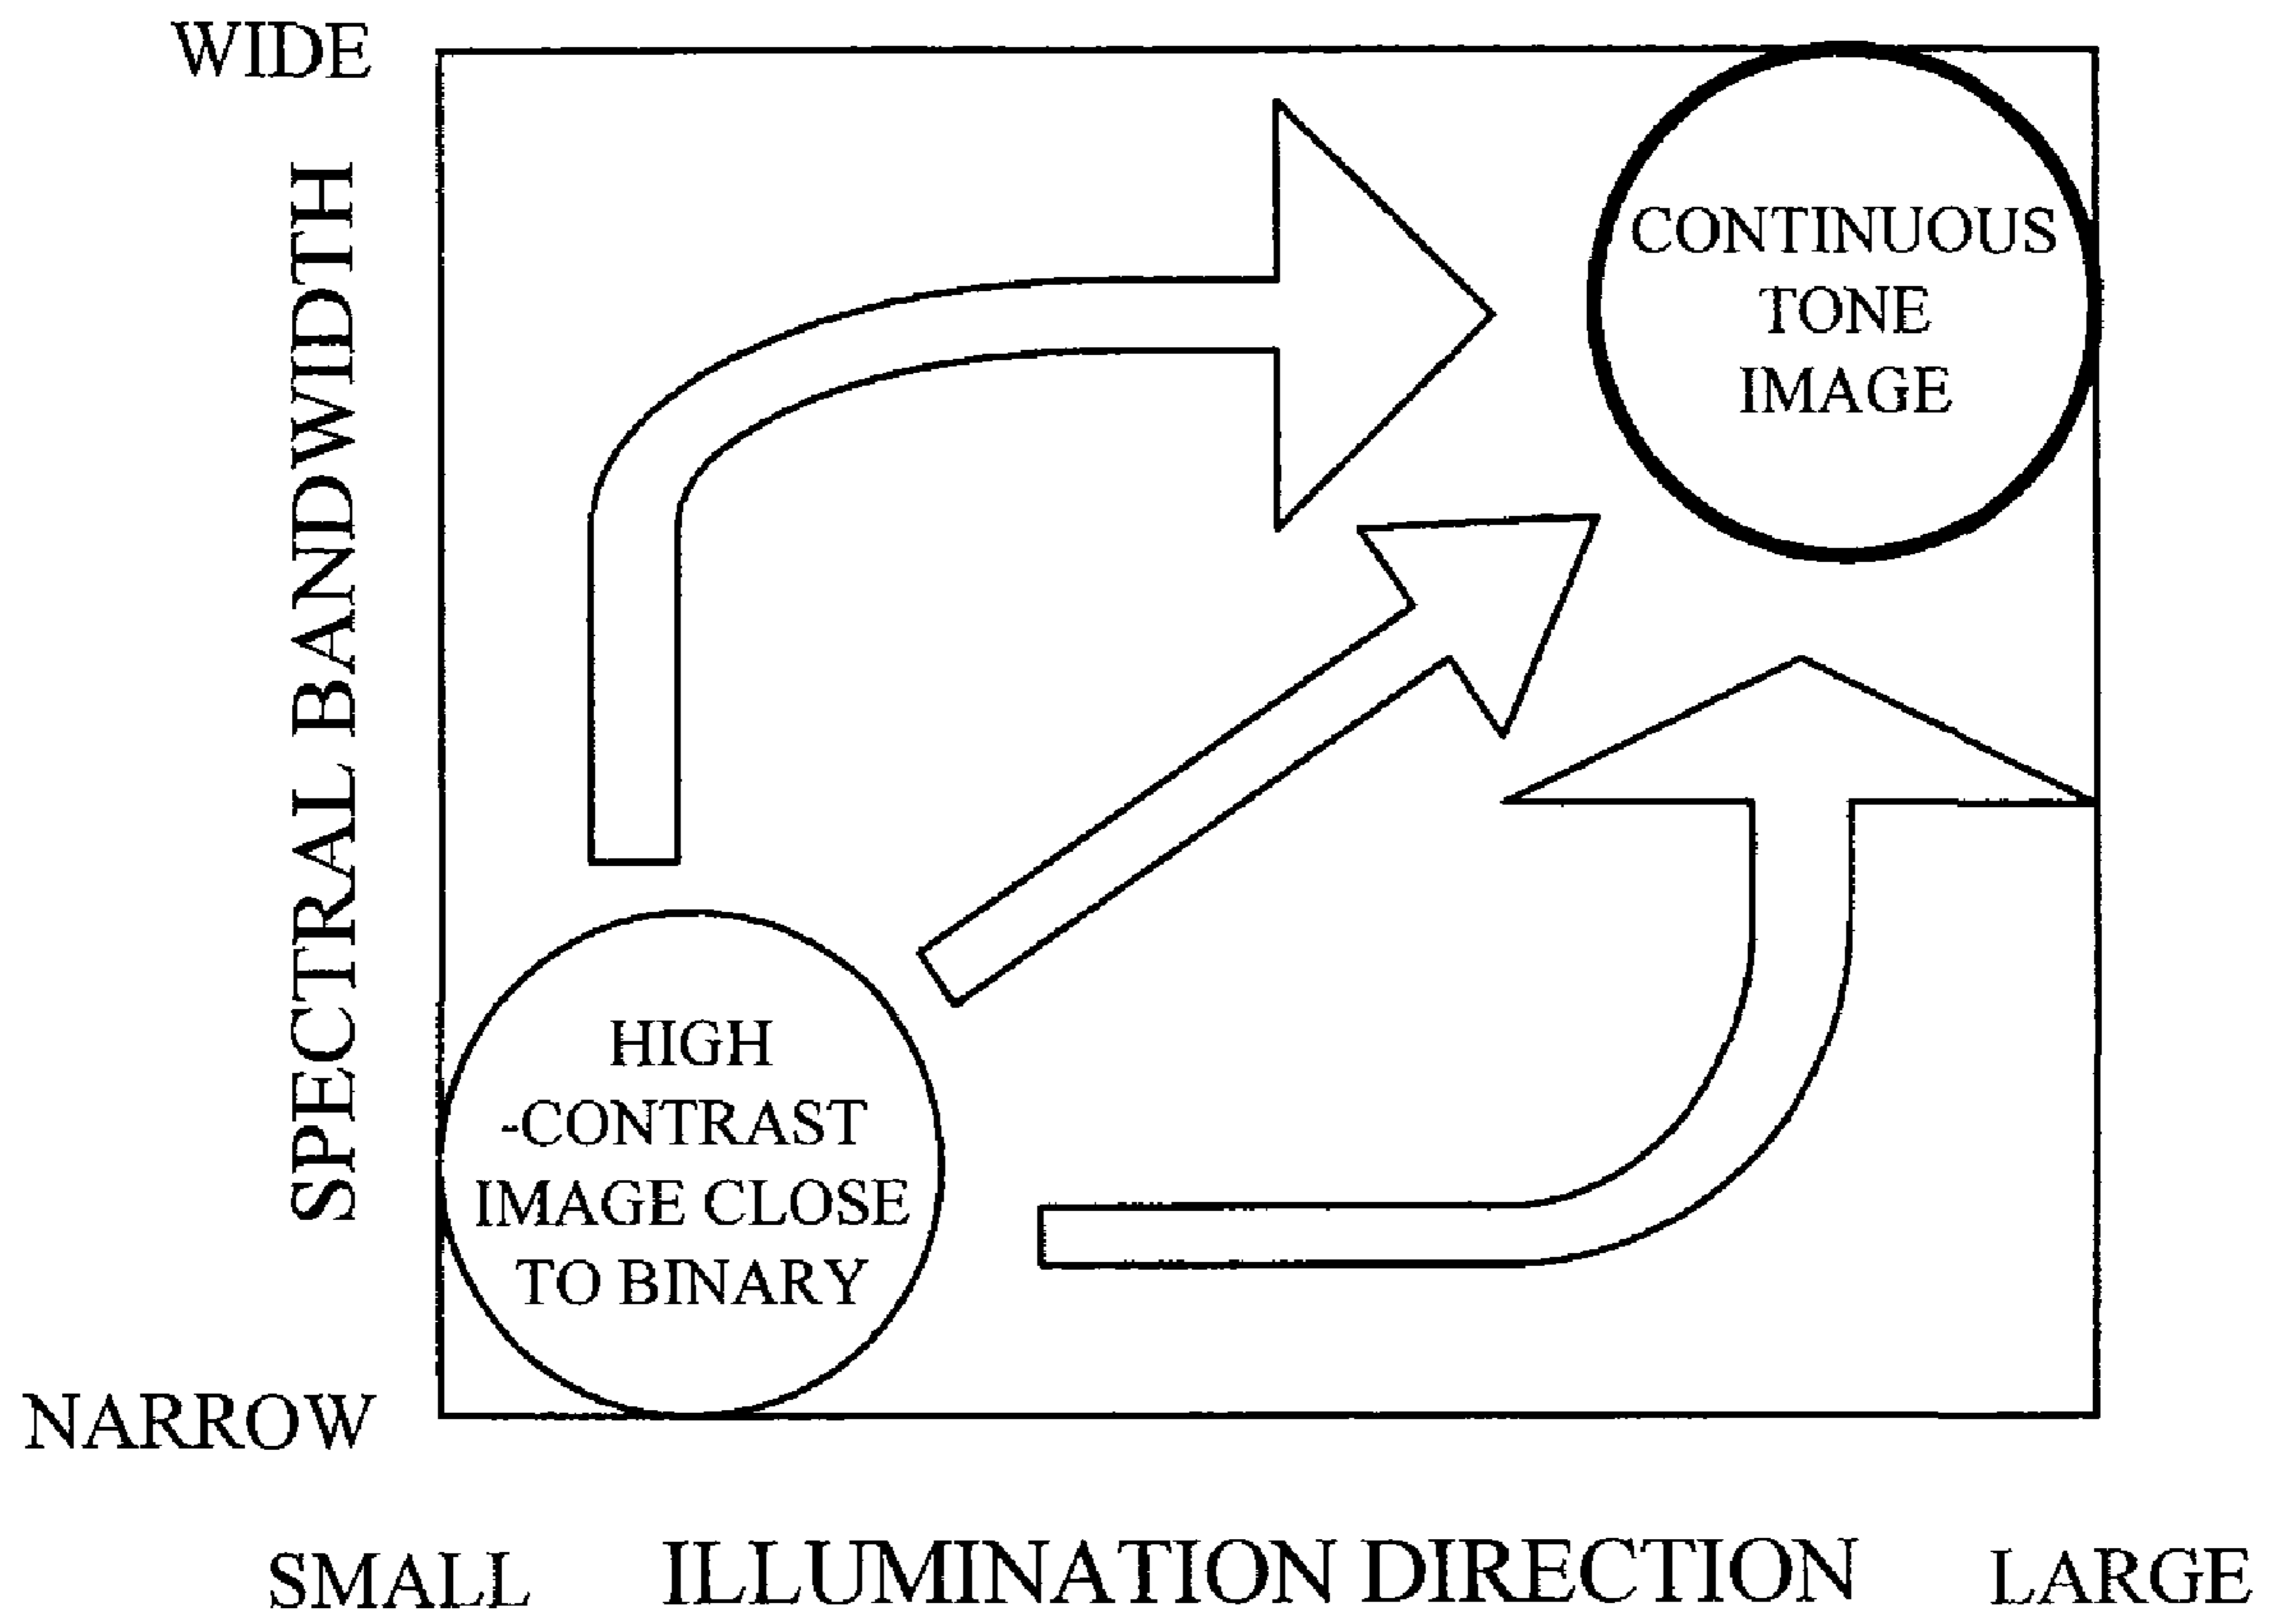 WIDE
SPECTRAL BANDWIDTH
CONTINUOUS
TONE
IMAGE
HIGH
-CONTRAST
IMAGE CLOSE
TO BINARY
NARROW
SMALL ILLUMINATION DIRECTION LARGE